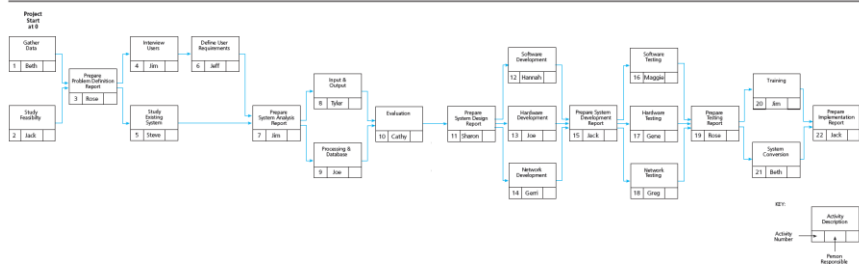 Project
Start
at 0
Gather
Data
1 Beth
Study
Feasiblity
2 Jack
Prepare
Problem Definition
Report
3 Rose
Interview
Users
4 Jim
Study
Existing
System
5 Steve
Define User
Requirements
6 Jeff
Prepare
System Analysis
Report
7 Jim
Input &
Output
8 Tyler
Processing &
Database
9 Joe
Evaluation
10 Cathy
Prepare
System Design
Report
11 Sharon
Software
Development
12 Hannah
Hardware
Development
13 Joe
Network
Development
14 Gerri
Prepare System
Development
Report
15 Jack
Software
Testing
16 Maggie
Hardware
Testing
17 Gene
Network
Testing
18 Greg
Prepare
Testing
Report
19 Rose
Training
20 Jim
System
Conversion
21 Beth
Prepare
Implementation
Report
22 Jack
KEY:
Activity
Description
Activity
Number
Person
Responsible